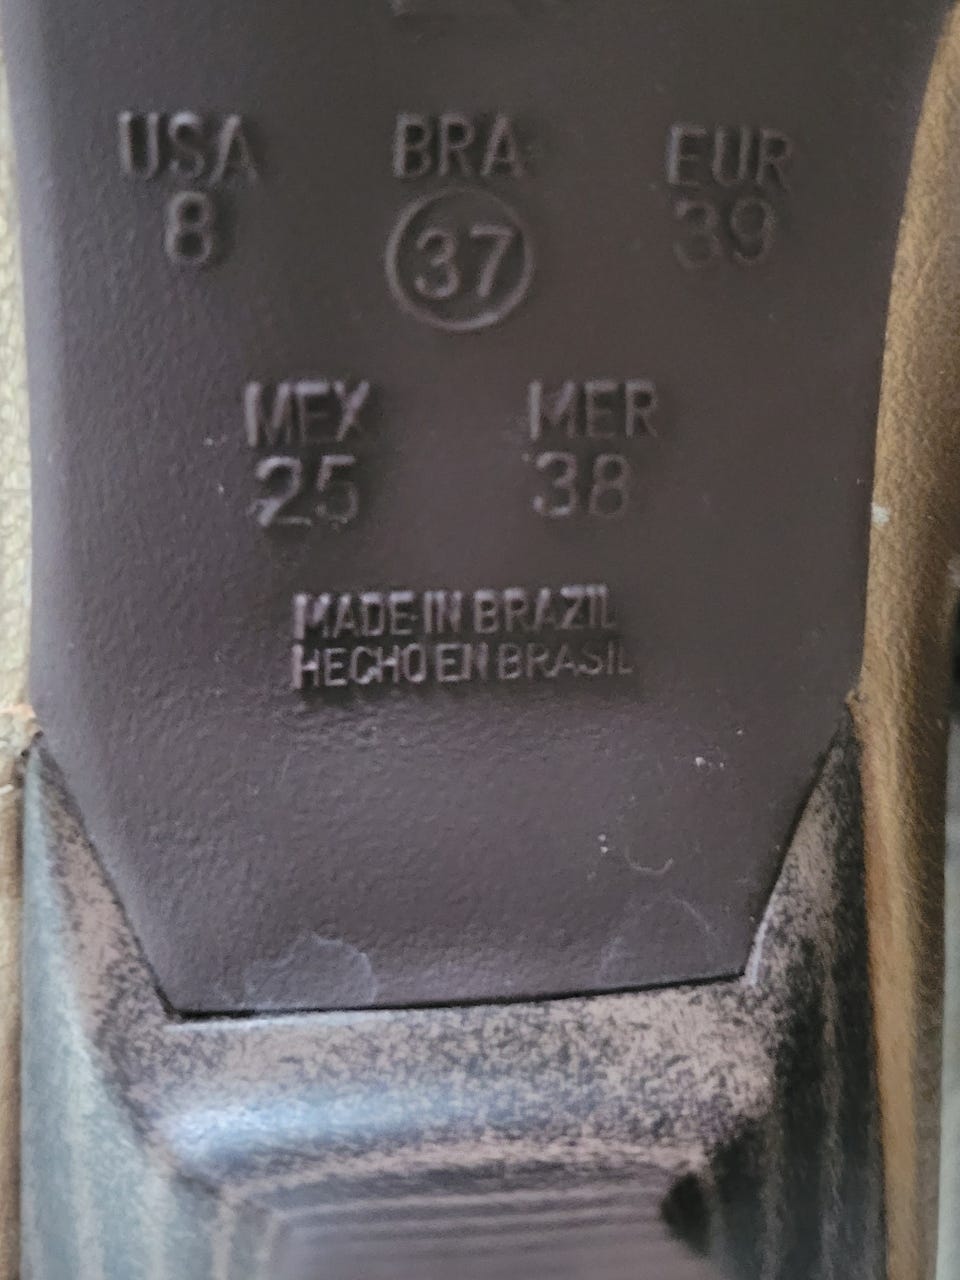 USA BRA EUR
8 37 39
MEX MER
25 38
MADE IN BRAZIL
HECHO EN BRASIL